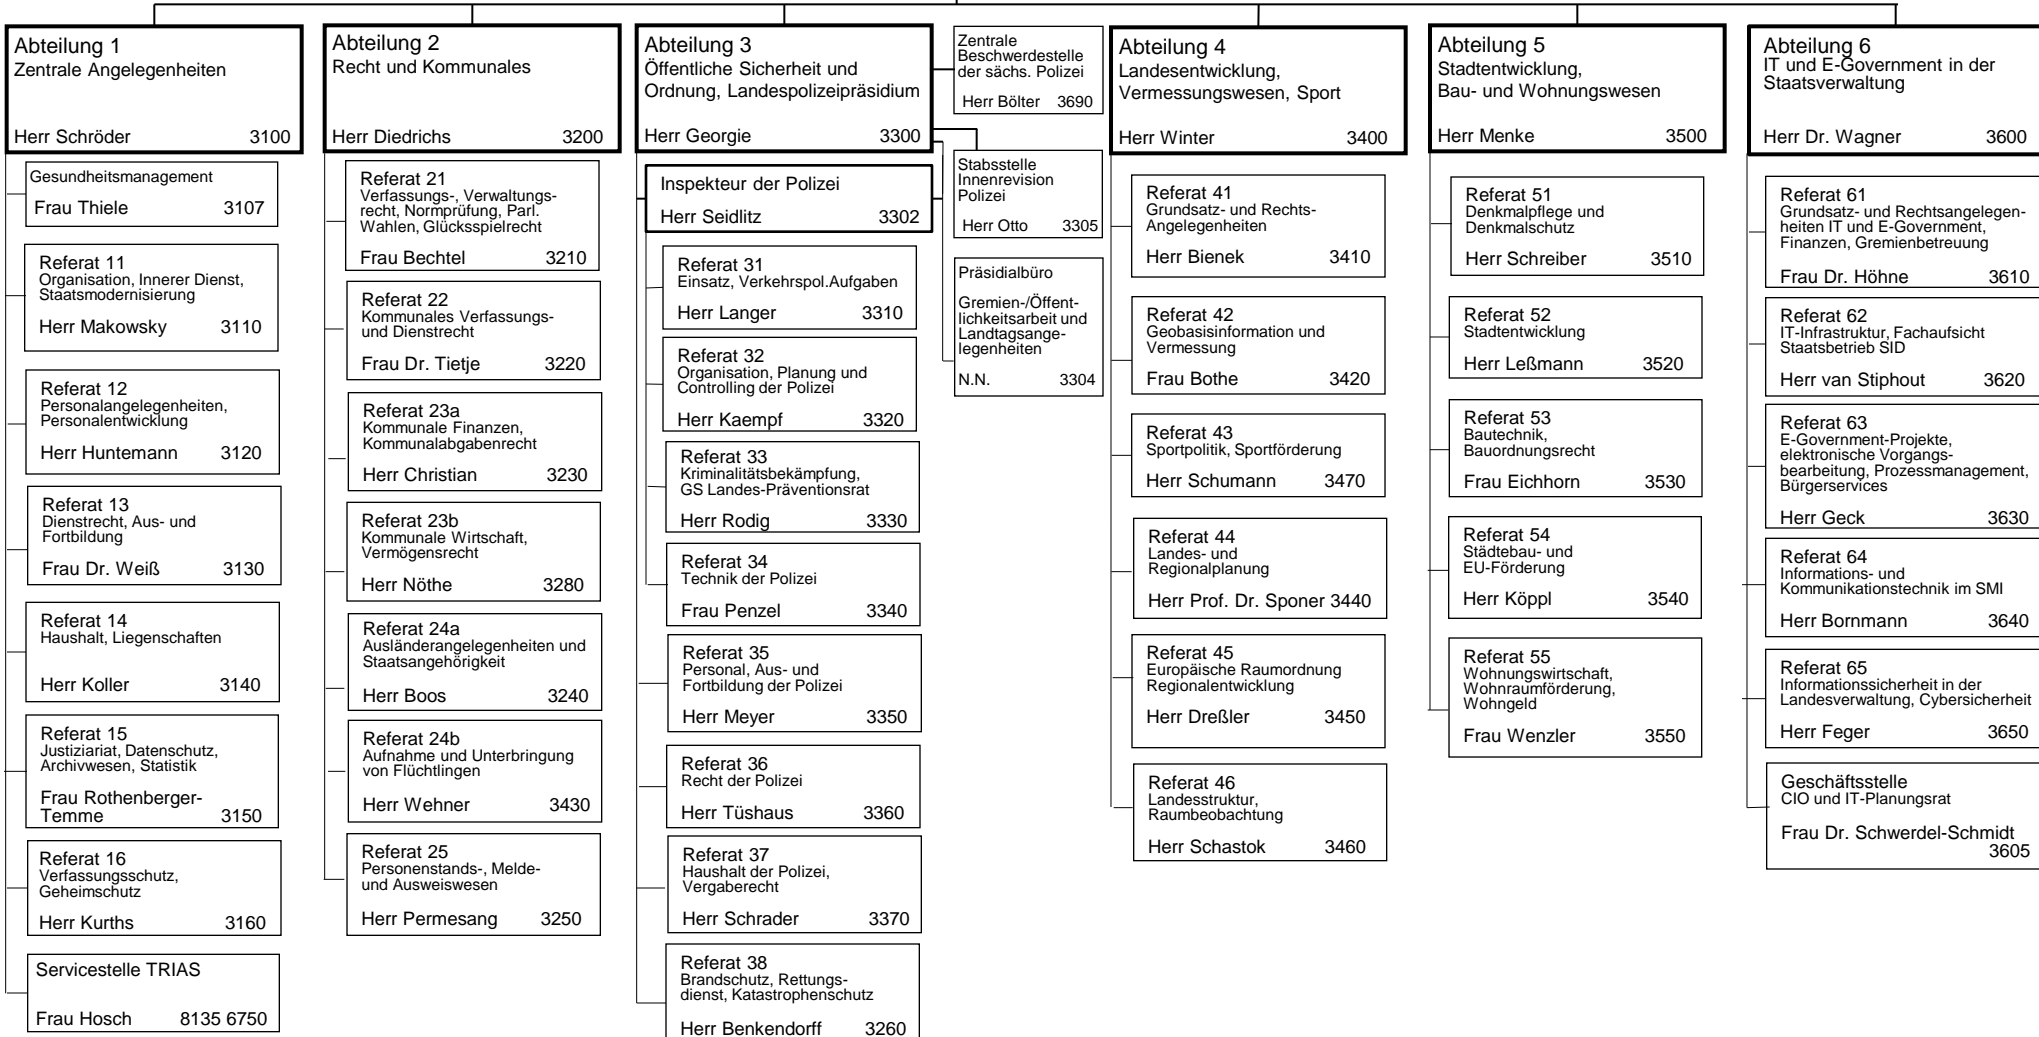 Abteilung 1
Zentrale Angelegenheiten
Herr Schröder 3100
Gesundheitsmanagement
Frau Thiele 3107
Referat 11
Organisation, Innerer Dienst,
Staatsmodernisierung
Herr Makowsky 3110
Referat 12
Personalangelegenheiten,
Personalentwicklung
Herr Huntemann 3120
Referat 13
Dienstrecht, Aus- und
Fortbildung
Frau Dr. Weiß 3130
Referat 14
Haushalt, Liegenschaften
Herr Koller 3140
Referat 15
Justiziariat, Datenschutz,
Archivwesen, Statistik
Frau Rothenberger-
Temme 3150
Referat 16
Verfassungsschutz,
Geheimschutz
Herr Kurths 3160
Servicestelle TRIAS
Frau Hosch 8135 6750
Abteilung 2
Recht und Kommunales
Herr Diedrichs 3200
Referat 21
Verfassungs-, Verwaltungs-
recht, Normprüfung, Parl.
Wahlen, Glücksspielrecht
Frau Bechtel 3210
Referat 22
Kommunales Verfassungs-
und Dienstrecht
Frau Dr. Tietje 3220
Referat 23a
Kommunale Finanzen,
Kommunalabgabenrecht
Herr Christian 3230
Referat 23b
Kommunale Wirtschaft,
Vermögensrecht
Herr Nöthe 3280
Referat 24a
Ausländerangelegenheiten und
Staatsangehörigkeit
Herr Boos 3240
Referat 24b
Aufnahme und Unterbringung
von Flüchtlingen
Herr Wehner 3430
Referat 25
Personenstands-, Melde-
und Ausweiswesen
Herr Permesang 3250
Abteilung 3
Öffentliche Sicherheit und
Ordnung, Landespolizeipräsidium
Herr Georgie 3300
Inspekteur der Polizei
Herr Seidlitz 3302
Referat 31
Einsatz, Verkehrspol.Aufgaben
Herr Langer 3310
Referat 32
Organisation, Planung und
Controlling der Polizei
Herr Kaempf 3320
Referat 33
Kriminalitätsbekämpfung,
GS Landes-Präventionsrat
Herr Rodig 3330
Referat 34
Technik der Polizei
Frau Penzel 3340
Referat 35
Personal, Aus- und
Fortbildung der Polizei
Herr Meyer 3350
Referat 36
Recht der Polizei
Herr Tüshaus 3360
Referat 37
Haushalt der Polizei,
Vergaberecht
Herr Schrader 3370
Referat 38
Brandschutz, Rettungs-
dienst, Katastrophenschutz
Herr Benkendorff 3260
Zentrale
Beschwerdestelle
der sächs. Polizei
Herr Bölter 3690
Stabsstelle
Innenrevision
Polizei
Herr Otto 3305
Präsidialbüro
Gremien-/Öffent-
lichkeitsarbeit und
Landtagsange-
legenheiten
N.N. 3304
Abteilung 4
Landesentwicklung,
Vermessungswesen, Sport
Herr Winter 3400
Referat 41
Grundsatz- und Rechts-
Angelegenheiten
Herr Bienek 3410
Referat 42
Geobasisinformation und
Vermessung
Frau Bothe 3420
Referat 43
Sportpolitik, Sportförderung
Herr Schumann 3470
Referat 44
Landes- und
Regionalplanung
Herr Prof. Dr. Sponer 3440
Referat 45
Europäische Raumordnung
Regionalentwicklung
Herr Dreßler 3450
Referat 46
Landesstruktur,
Raumbeobachtung
Herr Schastok 3460
Abteilung 5
Stadtentwicklung,
Bau- und Wohnungswesen
Herr Menke 3500
Referat 51
Denkmalpflege und
Denkmalschutz
Herr Schreiber 3510
Referat 52
Stadtentwicklung
Herr Leßmann 3520
Referat 53
Bautechnik,
Bauordnungsrecht
Frau Eichhorn 3530
Referat 54
Städtebau- und
EU-Förderung
Herr Köppl 3540
Referat 55
Wohnungswirtschaft,
Wohnraumförderung,
Wohngeld
Frau Wenzler 3550
Abteilung 6
IT und E-Government in der
Staatsverwaltung
Herr Dr. Wagner 3600
Referat 61
Grundsatz- und Rechtsangelegen-
heiten IT und E-Government,
Finanzen, Gremienbetreuung
Frau Dr. Höhne 3610
Referat 62
IT-Infrastruktur, Fachaufsicht
Staatsbetrieb SID
Herr van Stiphout 3620
Referat 63
E-Government-Projekte,
elektronische Vorgangs-
bearbeitung, Prozessmanagement,
Bürgerservices
Herr Geck 3630
Referat 64
Informations- und
Kommunikationstechnik im SMI
Herr Bornmann 3640
Referat 65
Informationssicherheit in der
Landesverwaltung, Cybersicherheit
Herr Feger 3650
Geschäftsstelle
CIO und IT-Planungsrat
Frau Dr. Schwerdel-Schmidt
3605